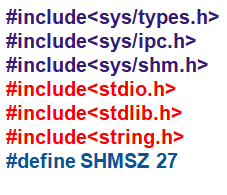 #include<sys/types.h>
#include<sys/ipc.h>
#include<sys/shm.h>
#include<stdio.h>
#include<stdlib.h>
#include<string.h>
#define SHMSZ 27